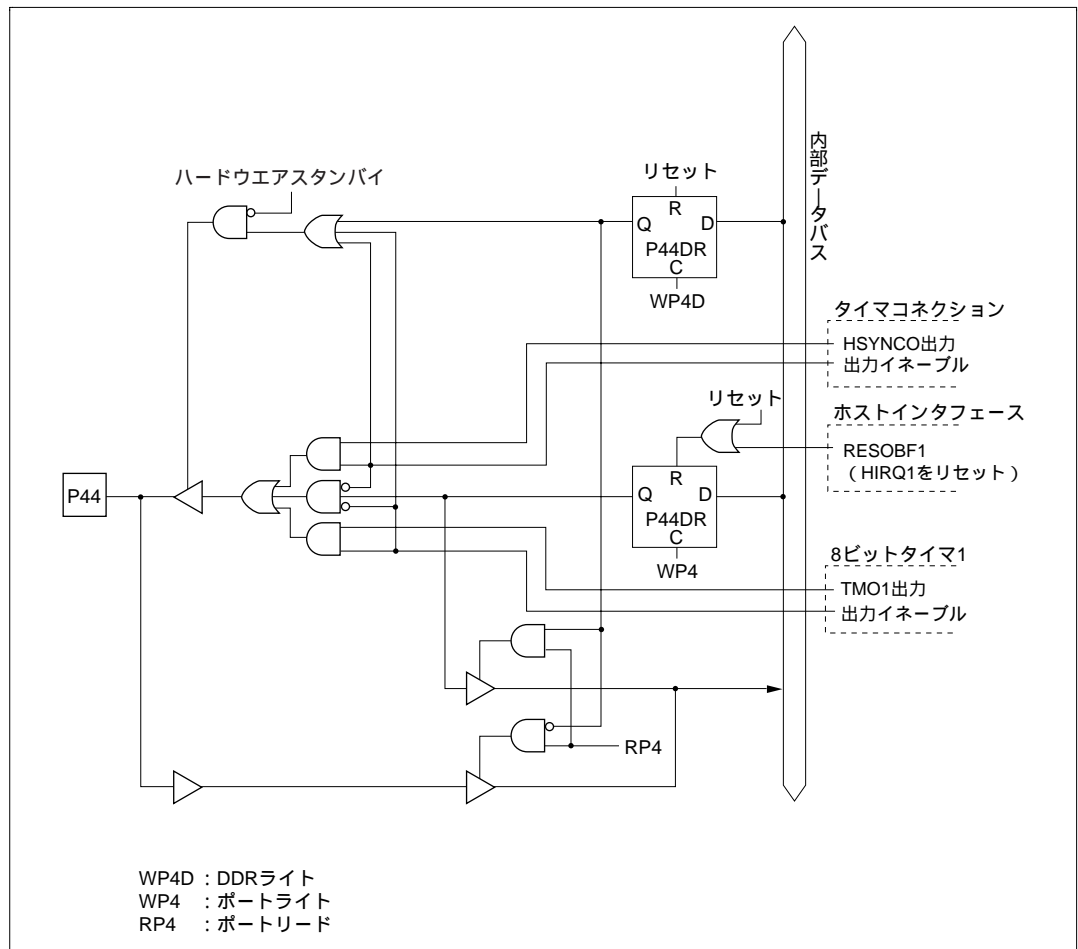 ハードウエアスタンバイ
リセット
R
Q
D
P44DR
C
WP4D
内部データバス
タイマコネクション
HSYNCO出力
出力イネーブル
リセット
ホストインタフェース
RESOBF1
（HIRQ1をリセット）
P44
R
Q
D
P44DR
C
WP4
8ビットタイマ1
TMO1出力
出力イネーブル
RP4
WP4D ：DDRライト
WP4 ：ポートライト
RP4 ：ポートリード